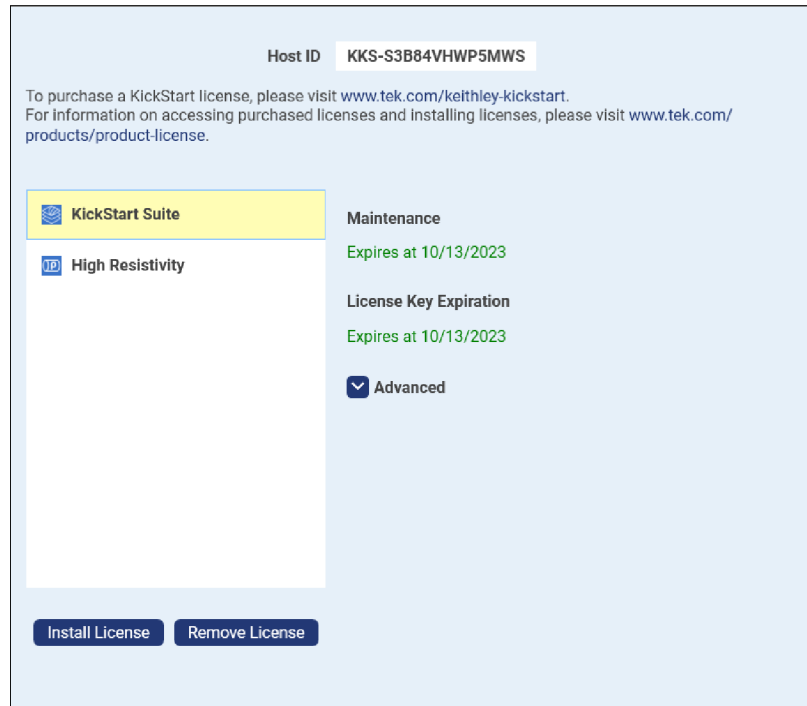 Host ID KKS-S3B84VHWP5MWS
To purchase a KickStart license, please visit www.tek.com/keithley-kickstart.
For information on accessing purchased licenses and installing licenses, please visit www.tek.com/
products/product-license.
KickStart Suite
High Resistivity
Maintenance
Expires at 10/13/2023
License Key Expiration
Expires at 10/13/2023
Advanced
Install License Remove License